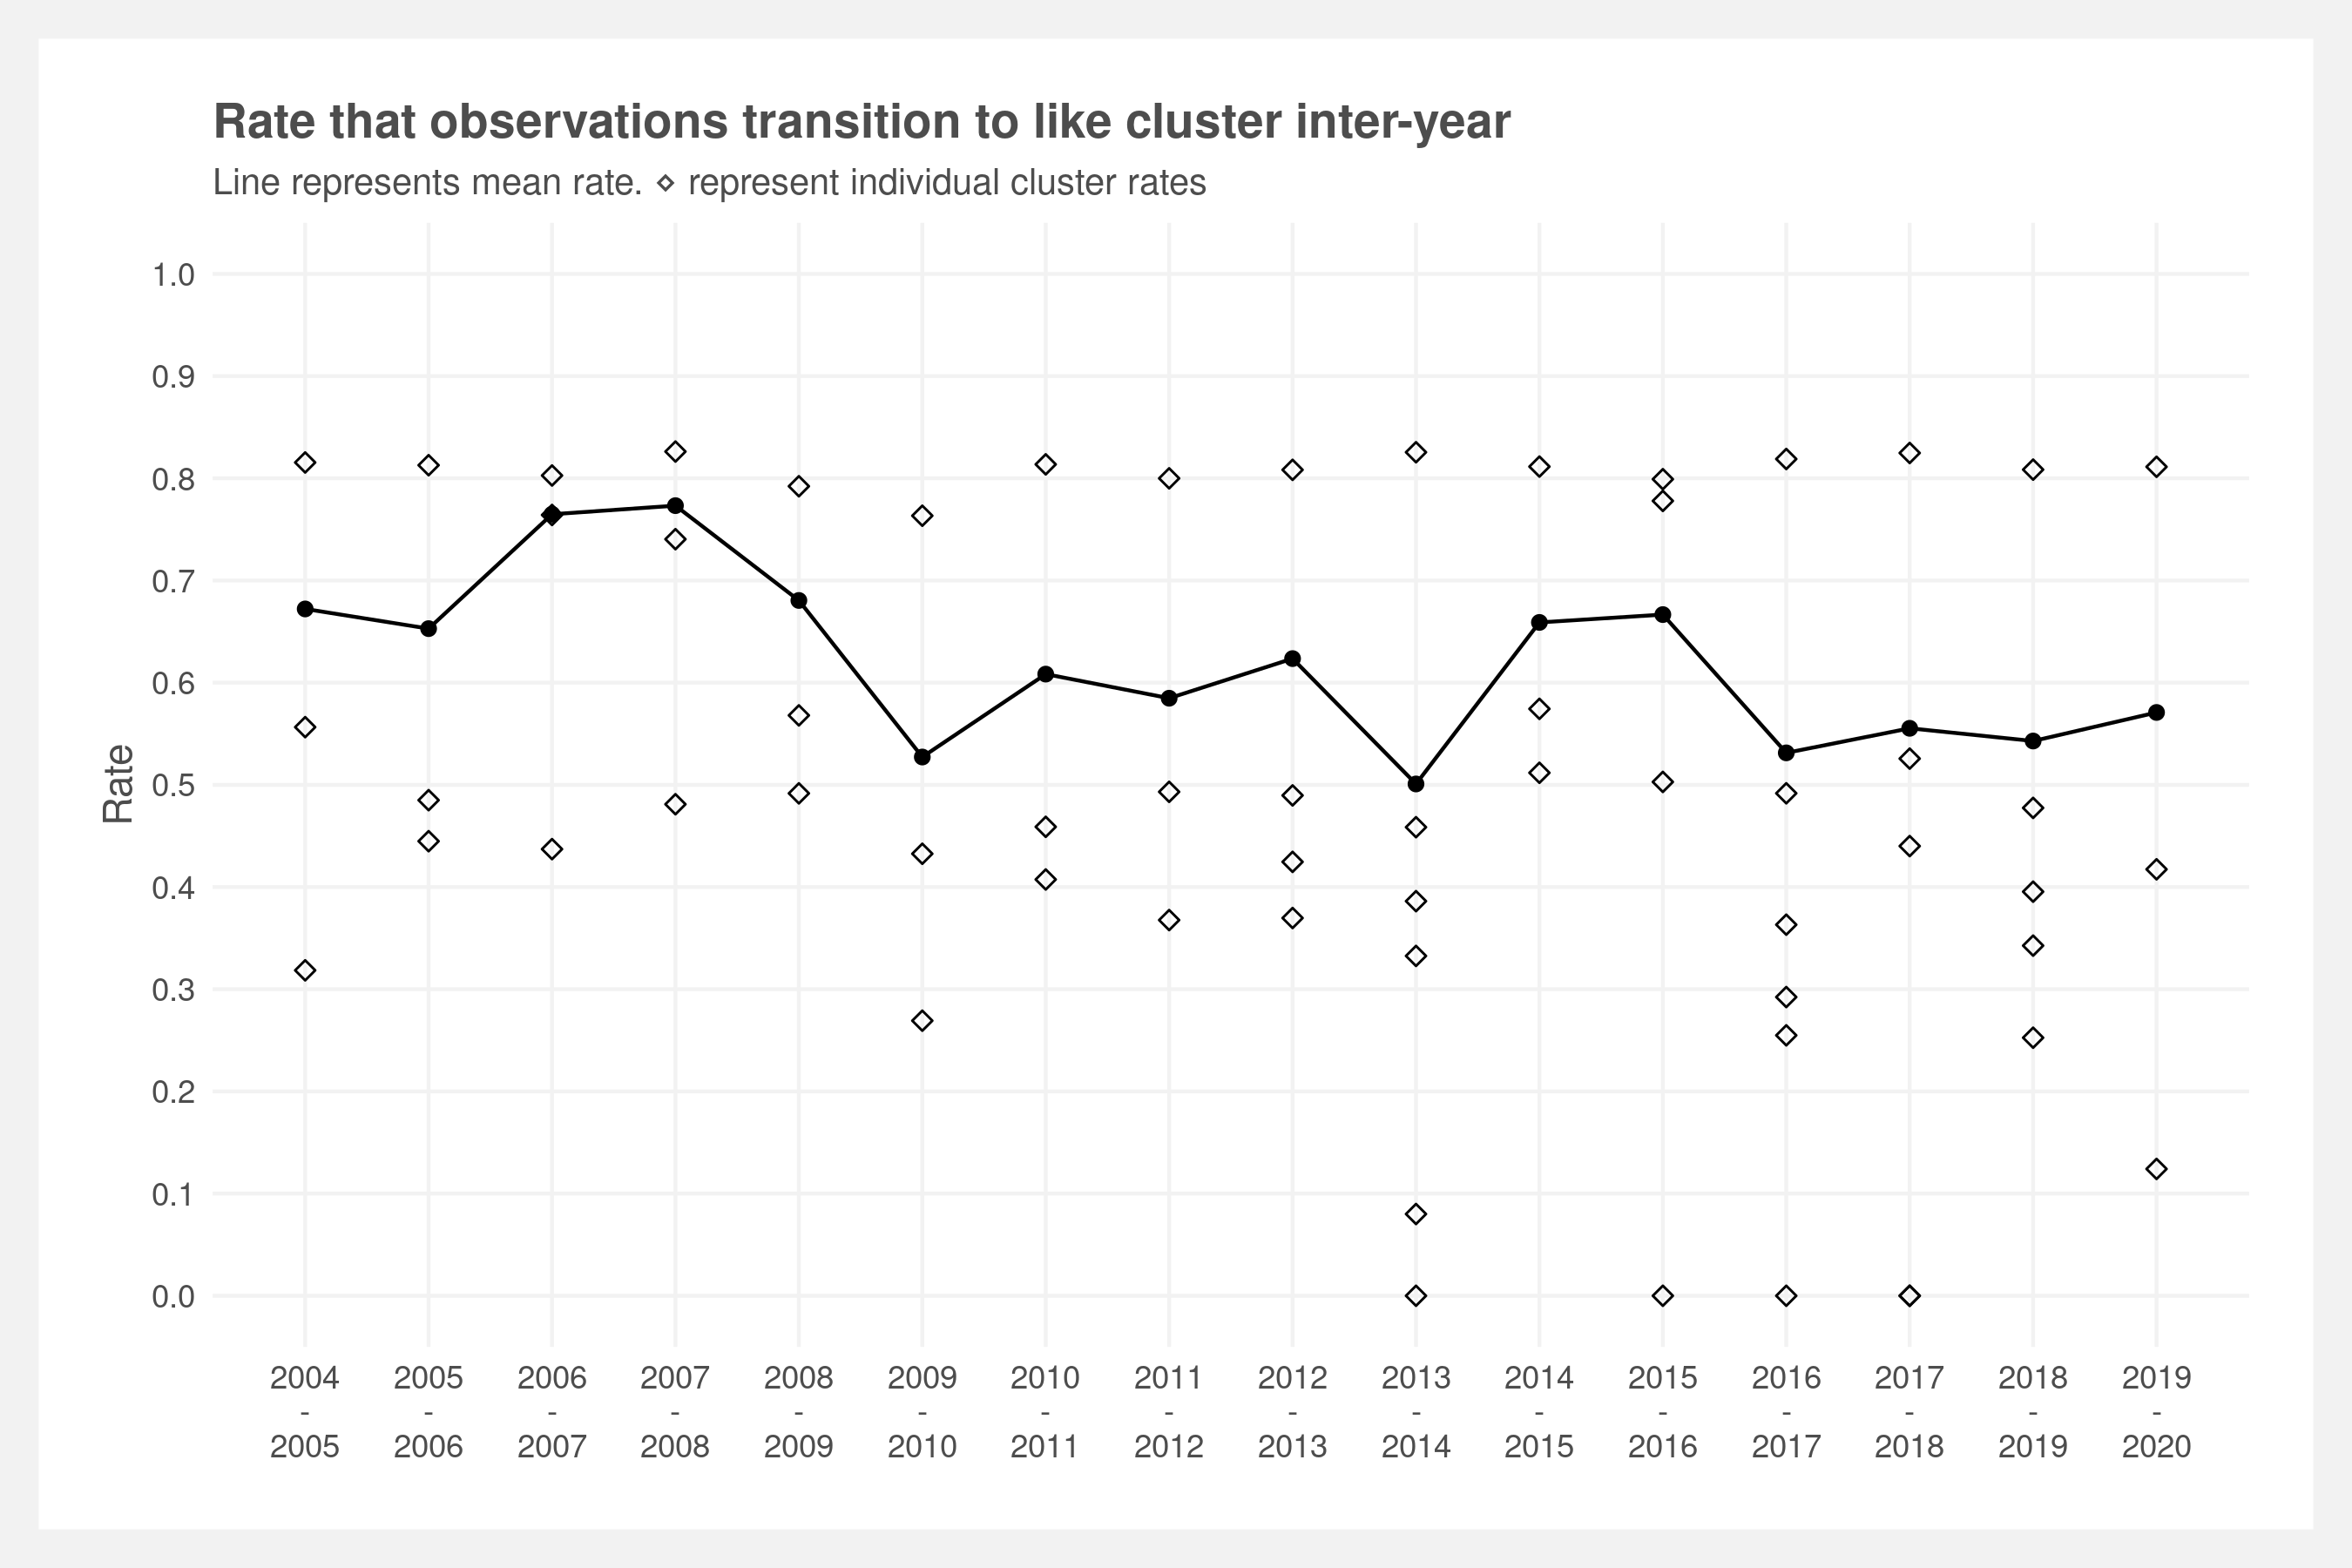 Rate that observations transition to like cluster inter-year
Line represents mean rate. ⋄ represent individual cluster rates
Rate
1.0
0.9
0.8
0.7
0.6
0.5
0.4
0.3
0.2
0.1
0.0
2004 2005 2006 2007 2008 2009 2010 2011 2012 2013 2014 2015 2016 2017 2018 2019
- - - - - - - - - - - - - - - -
2005 2006 2007 2008 2009 2010 2011 2012 2013 2014 2015 2016 2017 2018 2019 2020